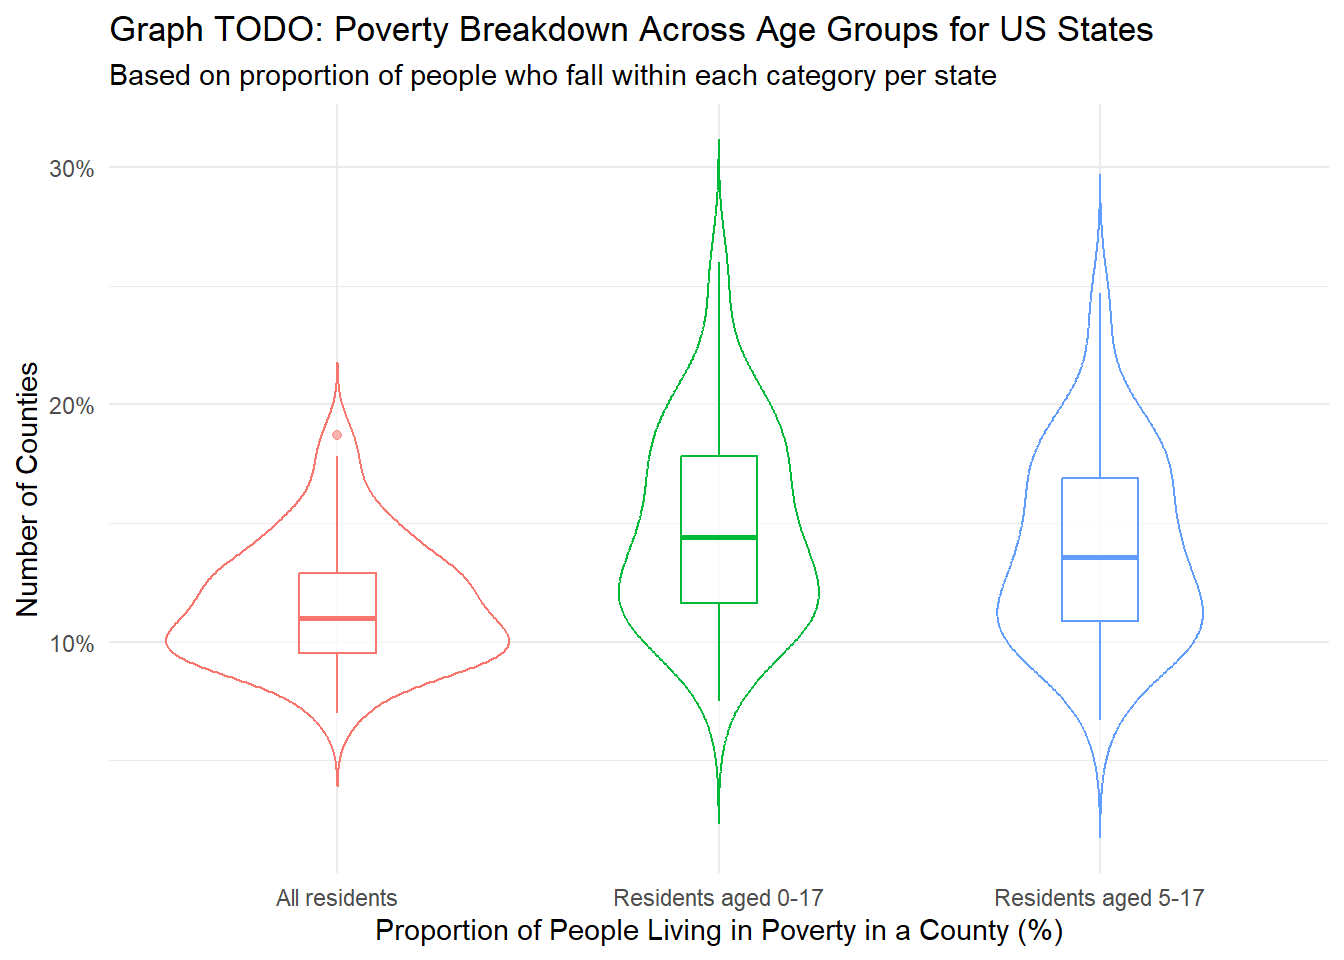 Graph TODO: Poverty Breakdown Across Age Groups for US States
Based on proportion of people who fall within each category per state
30%
20%
10%
Number of Counties
All residents
Residents aged 0-17
Residents aged 5-17
Proportion of People Living in Poverty in a County (%)